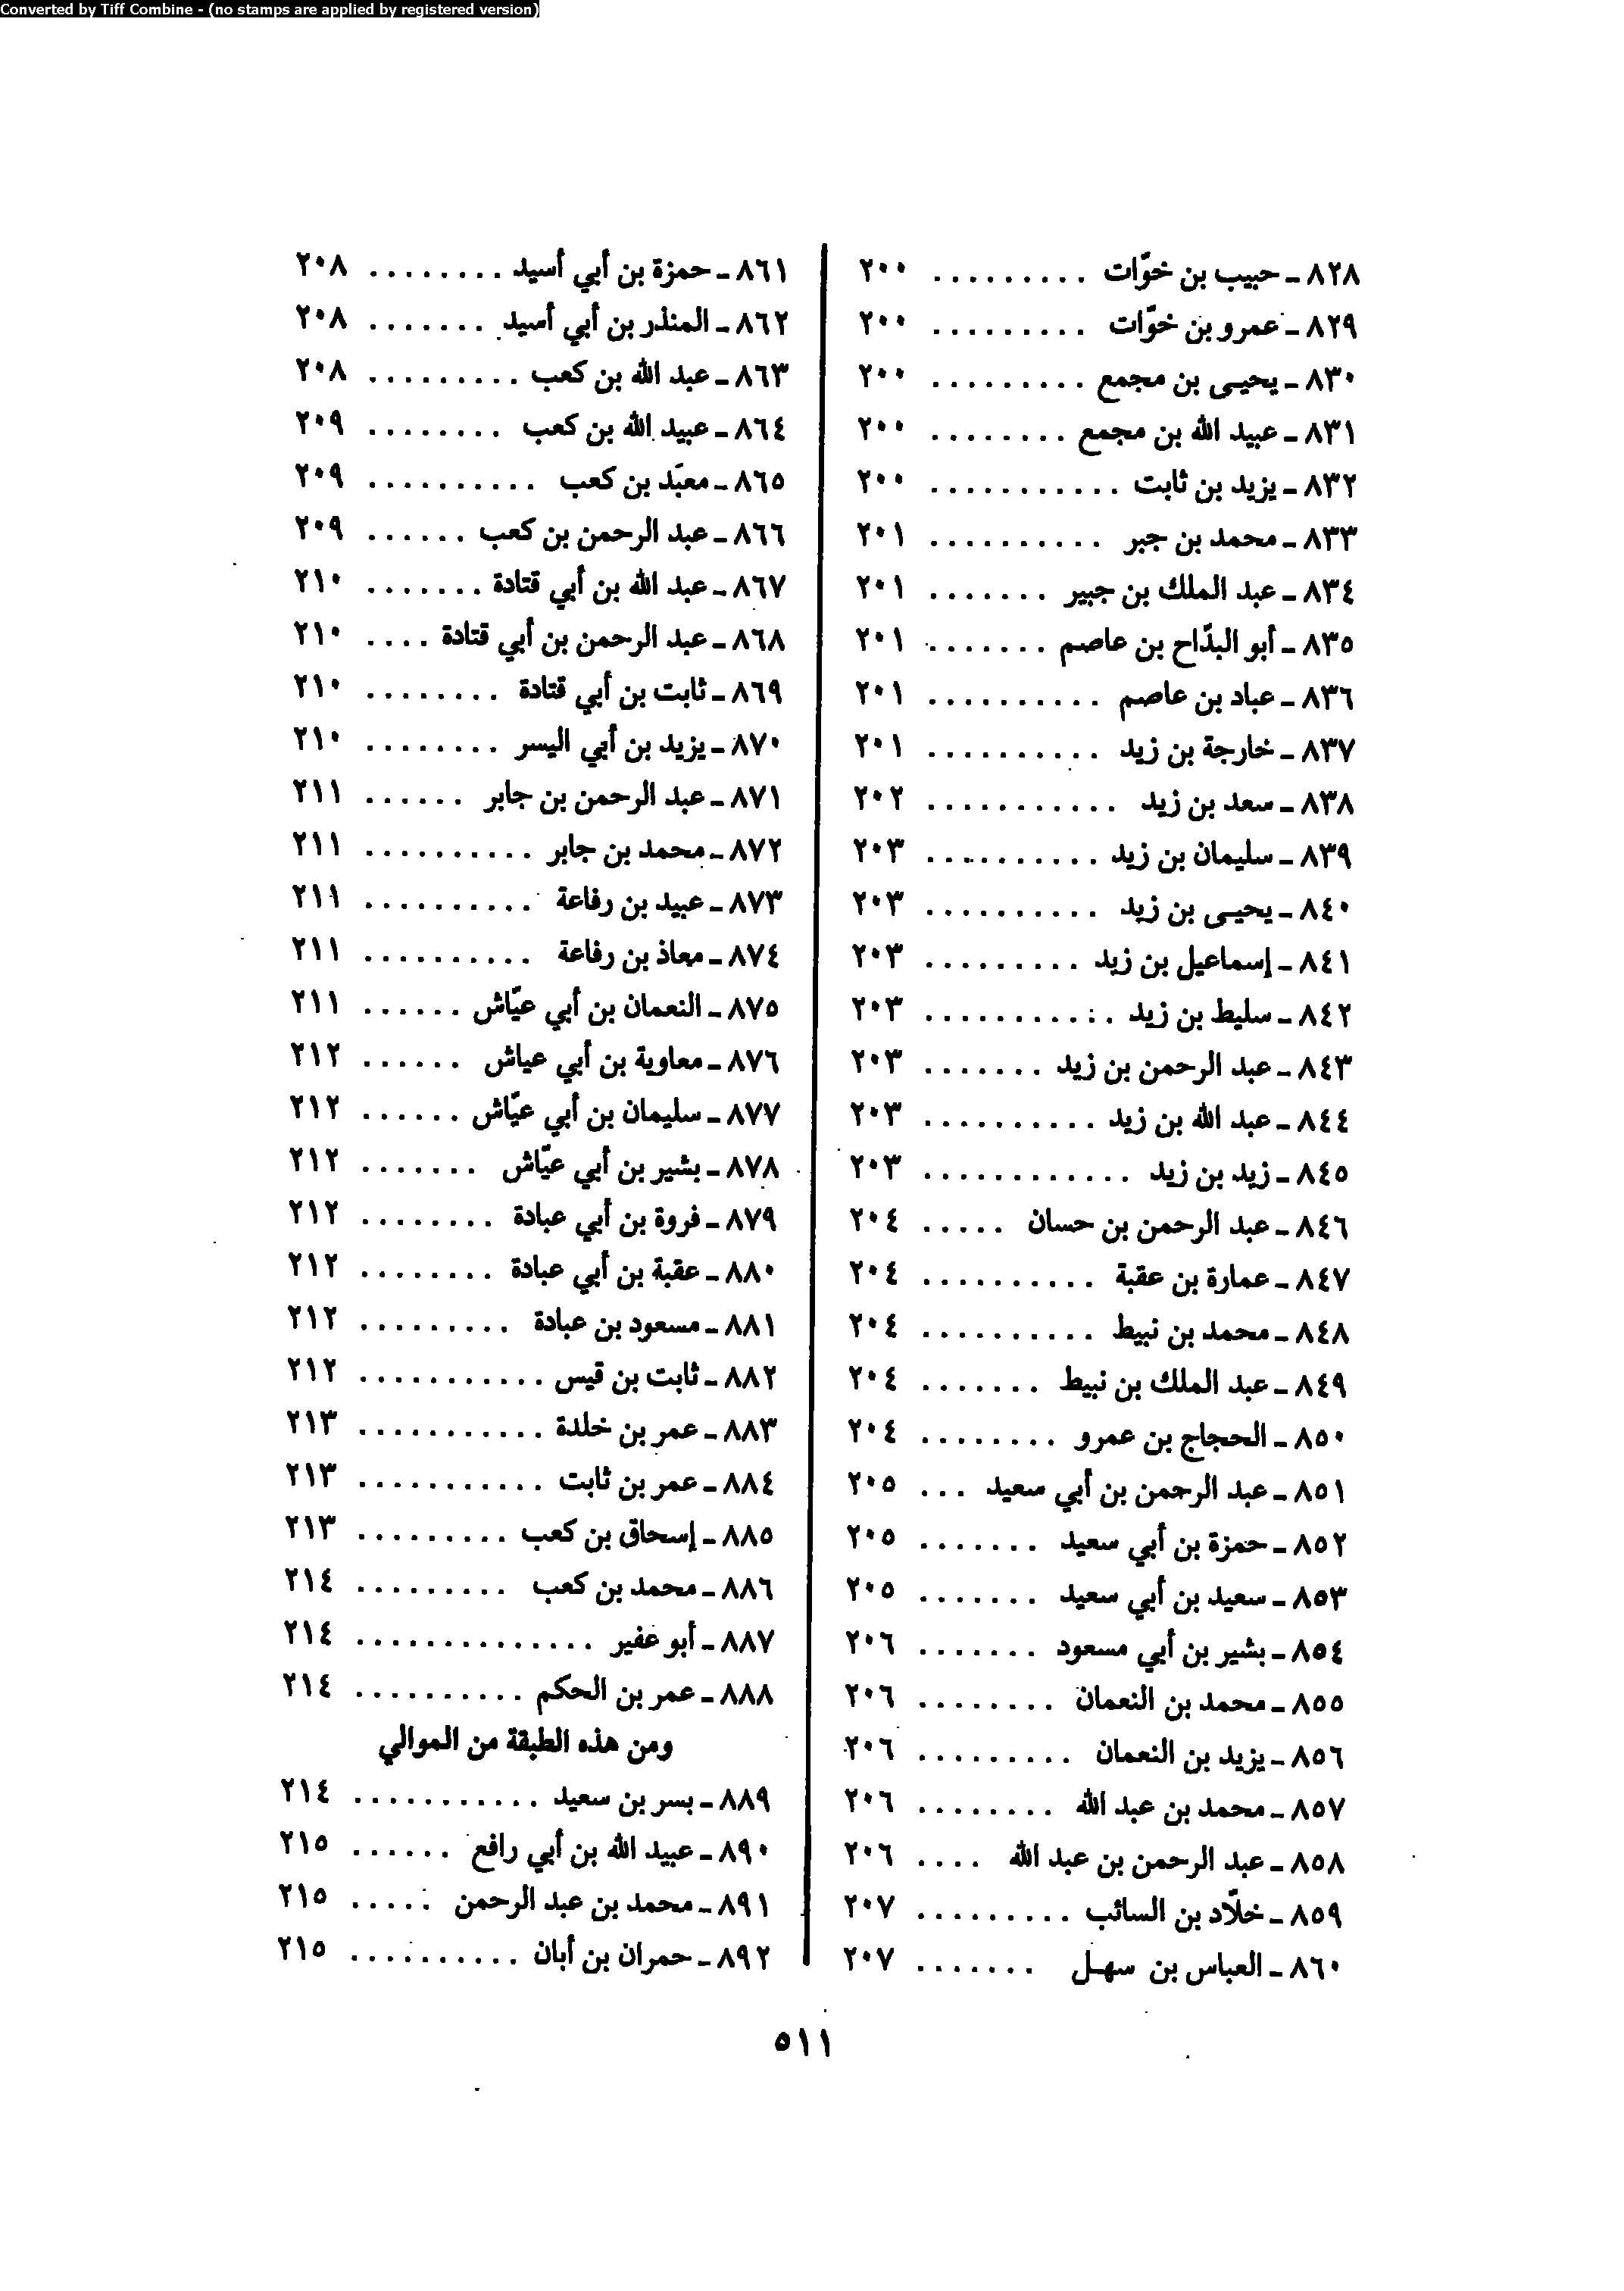 Converted by Tiff Combine - (no stamps are applied by registered version)
٨٢٨ - حبيب بن خوّات ......... ٢٠٠
٨٢٩ - عمرو بن خوّات ......... ٢٠٠
٨٣٠ - يحيى بن مجمع ......... ٢٠٠
٨٣١ - عبيد الله بن مجمع ........ ٢٠٠
٨٣٢ - يزيد بن ثابت ........... ٢٠٠
٨٣٣ - محمد بن جبر .......... ٢٠١
٨٣٤ - عبد الملك بن جبير ....... ٢٠١
٨٣٥ - أبو البدّاح بن عاصم ....... ٢٠١
٨٣٦ - عباد بن عاصم .......... ٢٠١
٨٣٧ - خارجة بن زيد .......... ٢٠١
٨٣٨ - سعد بن زيد ........... ٢٠٢
٨٣٩ - سليمان بن زيد .......... ٢٠٣
٨٤٠ - يحيى بن زيد .......... ٢٠٣
٨٤١ - إسماعيل بن زيد ......... ٢٠٣
٨٤٢ - سليط بن زيد ........... ٢٠٣
٨٤٣ - عبد الرحمن بن زيد ....... ٢٠٣
٨٤٤ - عبد الله بن زيد .......... ٢٠٣
٨٤٥ - زيد بن زيد ............ ٢٠٣
٨٤٦ - عبد الرحمن بن حسان ..... ٢٠٤
٨٤٧ - عمارة بن عقبة .......... ٢٠٤
٨٤٨ - محمد بن نبيط .......... ٢٠٤
٨٤٩ - عبد الملك بن نبيط ....... ٢٠٤
٨٥٠ - الحجاج بن عمرو ........ ٢٠٤
٨٥١ - عبد الرحمن بن أبي سعيد ... ٢٠٥
٨٥٢ - حمزة بن أبي سعيد ....... ٢٠٥
٨٥٣ - سعيد بن أبي سعيد ....... ٢٠٥
٨٥٤ - بشير بن أبي مسعود ....... ٢٠٦
٨٥٥ - محمد بن النعمان ........ ٢٠٦
٨٥٦ - يزيد بن النعمان ......... ٢٠٦
٨٥٧ - محمد بن عبد الله ........ ٢٠٦
٨٥٨ - عبد الرحمن بن عبد الله .... ٢٠٦
٨٥٩ - خلّاد بن السائب ......... ٢٠٧
٨٦٠ - العباس بن سهل ....... ٢٠٧
٨٦١ - حمزة بن أبي أسيد ........ ٢٠٨
٨٦٢ - المنذر بن أبي أسيد ....... ٢٠٨
٨٦٣ - عبد الله بن كعب ......... ٢٠٨
٨٦٤ - عبيد الله بن كعب ........ ٢٠٩
٨٦٥ - معبَد بن كعب .......... ٢٠٩
٨٦٦ - عبد الرحمن بن كعب ...... ٢٠٩
٨٦٧ - عبد الله بن أبي قتادة ....... ٢١٠
٨٦٨ - عبد الرحمن بن أبي قتادة .... ٢١٠
٨٦٩ - ثابت بن أبي قتادة ........ ٢١٠
٨٧٠ - يزيد بن أبي اليسر ........ ٢١٠
٨٧١ - عبد الرحمن بن جابر ...... ٢١١
٨٧٢ - محمد بن جابر .......... ٢١١
٨٧٣ - عبيد بن رفاعة .......... ٢١١
٨٧٤ - معاذ بن رفاعة .......... ٢١١
٨٧٥ - النعمان بن أبي عيّاش ...... ٢١١
٨٧٦ - معاوية بن أبي عياش ...... ٢١٢
٨٧٧ - سليمان بن أبي عيّاش ...... ٢١٢
٨٧٨ - بشير بن أبي عيّاش ....... ٢١٢
٨٧٩ - فروة بن أبي عبادة ........ ٢١٢
٨٨٠ - عقبة بن أبي عبادة ........ ٢١٢
٨٨١ - مسعود بن عبادة ......... ٢١٢
٨٨٢ - ثابت بن قيس ........... ٢١٢
٨٨٣ - عمر بن خلدة ........... ٢١٣
٨٨٤ - عمر بن ثابت ........... ٢١٣
٨٨٥ - إسحاق بن كعب ......... ٢١٣
٨٨٦ - محمد بن كعب ......... ٢١٤
٨٨٧ - أبو عفير .............. ٢١٤
٨٨٨ - عمر بن الحكم .......... ٢١٤
ومن هذه الطبقة من الموالي
٨٨٩ - بسر بن سعيد ........... ٢١٤
٨٩٠ - عبيد الله بن أبي رافع ...... ٢١٥
٨٩١ - محمد بن عبد الرحمن ..... ٢١٥
٨٩٢ - حمران بن أبان .......... ٢١٥
٥١١